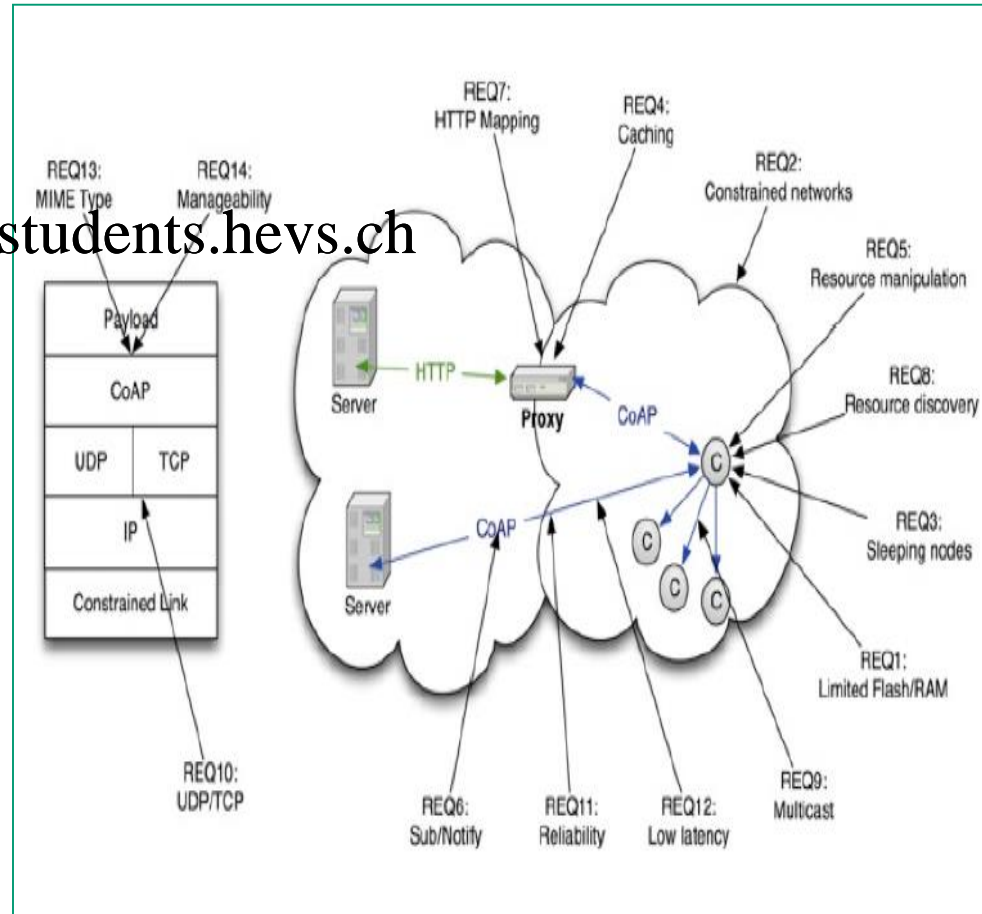 REQ7:
HTTP Mapping
REQ4:
Caching
REQ13:
MIME Type
REQ14:
Manageability
REQ2:
Constrained networks
students.hevs.ch
REQ5:
Resource manipulation
Payload
CoAP
UDP
TCP
IP
Constrained Link
Server
HTTP
Proxy
CoAP
REQ8:
Resource discovery
C
CoAP
Server
C
C
C
REQ3:
Sleeping nodes
REQ1:
Limited Flash/RAM
REQ10:
UDP/TCP
REQ6:
Sub/Notify
REQ11:
Reliability
REQ12:
Low latency
REQ9:
Multicast